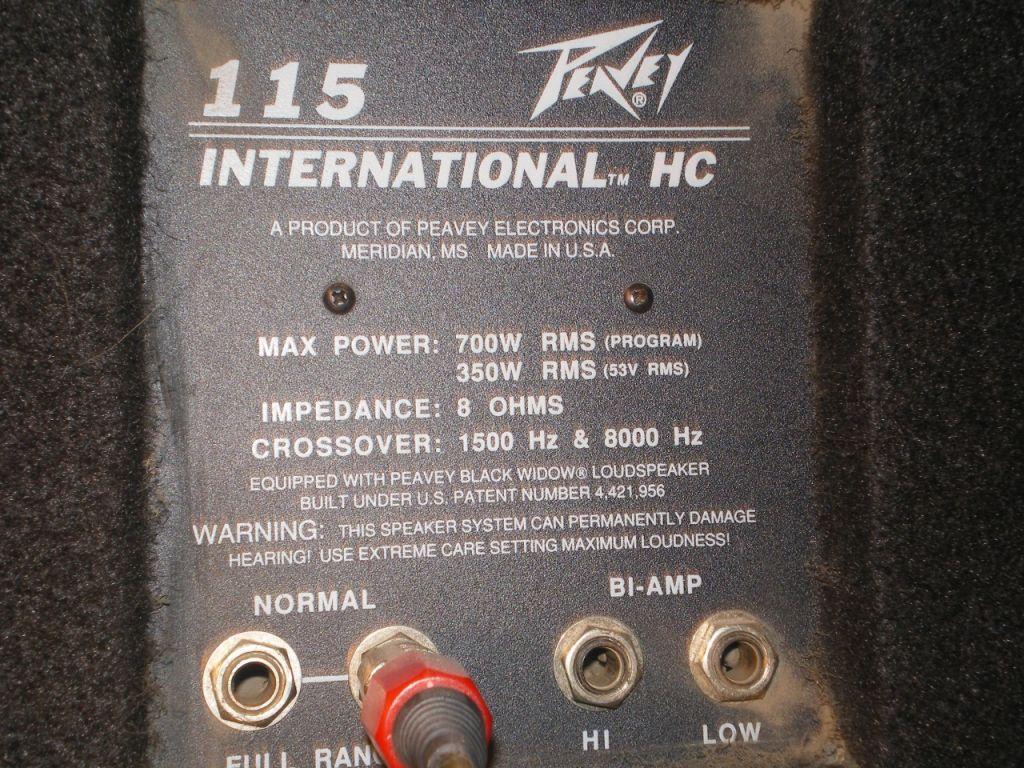 115 PEAVEY®
INTERNATIONAL™ HC
A PRODUCT OF PEAVEY ELECTRONICS CORP.
MERIDIAN, MS MADE IN U.S.A.
MAX POWER: 700W RMS (PROGRAM)
350W RMS (53V RMS)
IMPEDANCE: 8 OHMS
CROSSOVER: 1500 Hz & 8000 Hz
EQUIPPED WITH PEAVEY BLACK WIDOW® LOUDSPEAKER
BUILT UNDER U.S. PATENT NUMBER 4,421,956
WARNING: THIS SPEAKER SYSTEM CAN PERMANENTLY DAMAGE
HEARING! USE EXTREME CARE SETTING MAXIMUM LOUDNESS!
NORMAL BI-AMP
FULL HI LOW